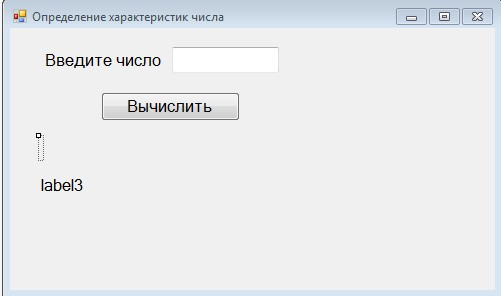 Определение характеристик числа
Введите число
Вычислить
label3